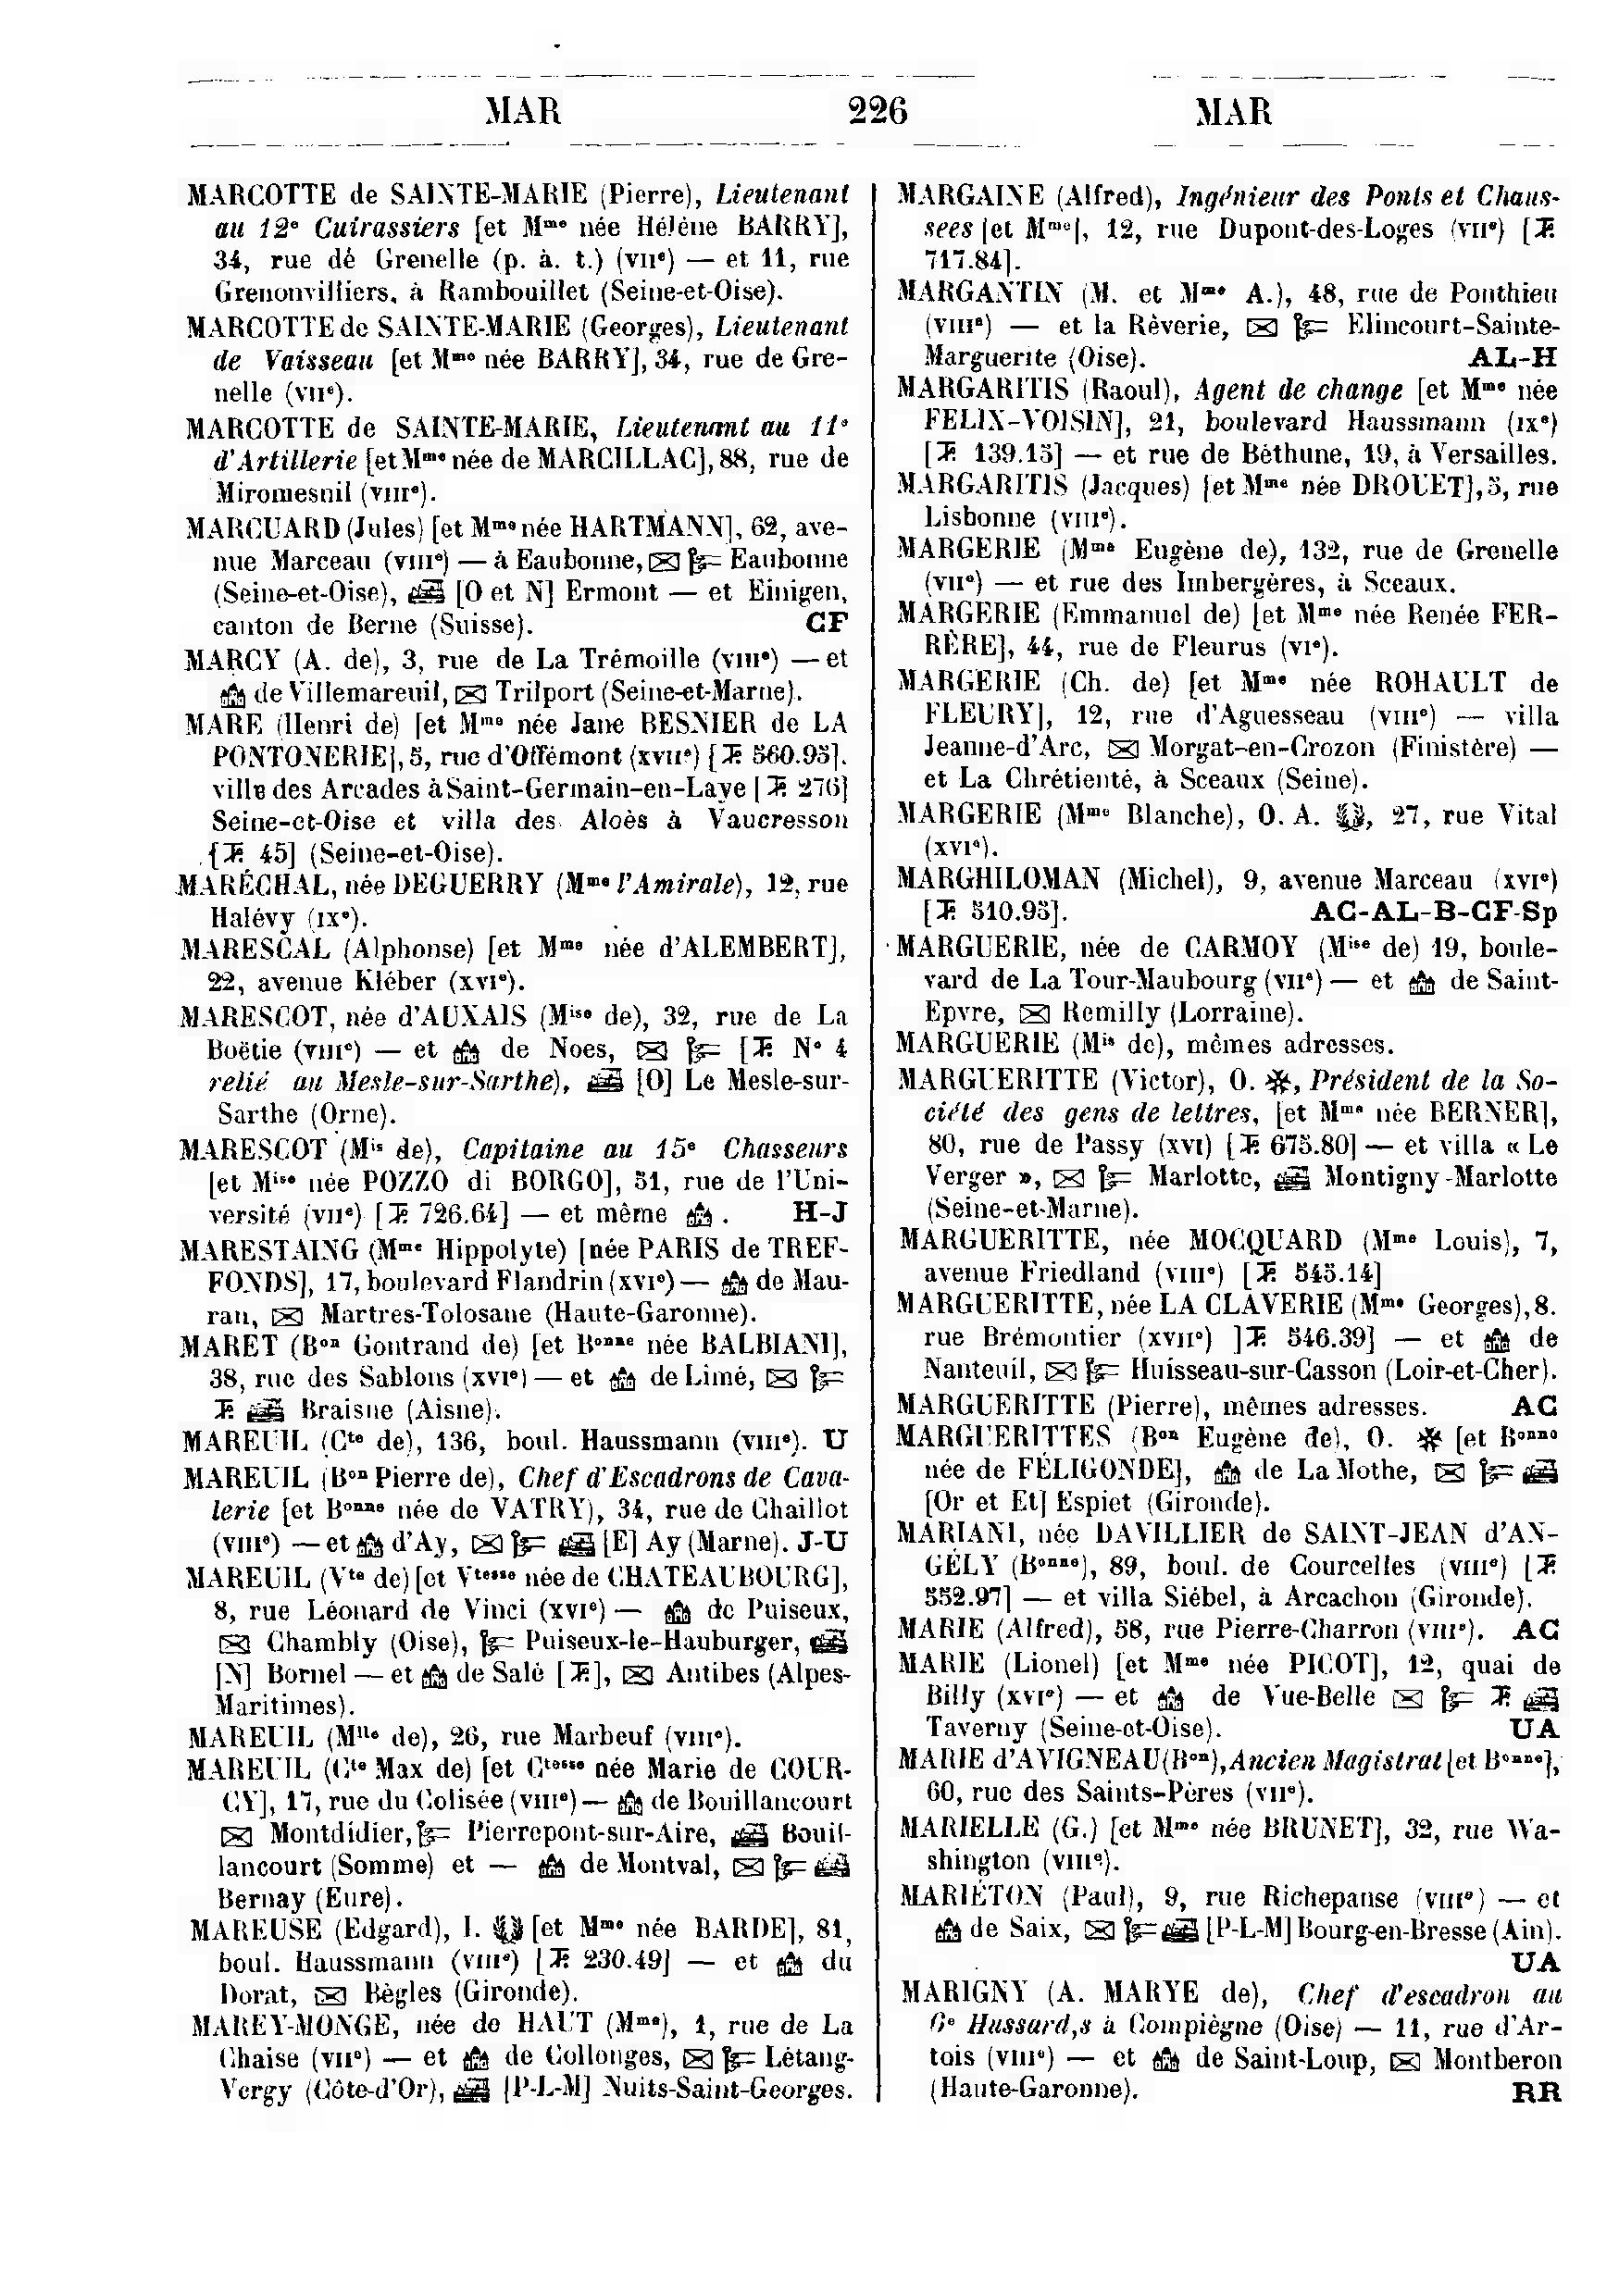 MAR 226 MAR
MARCOTTE de SAINTE-MARIE (Pierre), Lieutenant
au 12e Cuirassiers [et Mme née Hélène BARRY],
34, rue dé Grenelle (p. à. t.) (VIIe) — et 11, rue
Grenonvilliers, à Rambouillet (Seine-et-Oise).
MARCOTTE de SAINTE-MARIE (Georges), Lieutenant
de Vaisseau [et Mme née BARRY], 34, rue de Gre-
nelle (VIIe).
MARCOTTE de SAINTE-MARIE, Lieutenant au 11e
d'Artillerie [et Mme née de MARCILLAC], 88, rue de
Miromesnil (VIIIe).
MARCUARD (Jules) [et Mme née HARTMANN], 62, ave-
nue Marceau (VIIIe) — à Eaubonne, Eaubonne
(Seine-et-Oise), [O et N] Ermont — et Einigen,
canton de Berne (Suisse). CF
MARCY (A. de), 3, rue de La Trémoille (VIIIe) — et
de Villemareuil, Trilport (Seine-et-Marne).
MARE (Henri de) [et Mme née Jane BESNIER de LA
PONTONERIE], 5, rue d'Offémont (XVIIe) [T. 560.95].
ville des Arcades à Saint-Germain-en-Laye [T. 276]
Seine-et-Oise et villa des Aloès à Vaucresson
[T. 45] (Seine-et-Oise).
MARÉCHAL, née DEGUERRY (Mme l'Amirale), 12, rue
Halévy (IXe).
MARESCAL (Alphonse) [et Mme née d'ALEMBERT],
22, avenue Kléber (XVIe).
MARESCOT, née d'AUXAIS (Mise de), 32, rue de La
Boëtie (VIIIe) — et de Noes, [T. No 4
relié au Mesle-sur-Sarthe), [O] Le Mesle-sur-
Sarthe (Orne).
MARESCOT (Mis de), Capitaine au 15e Chasseurs
[et Mise née POZZO di BORGO], 51, rue de l'Uni-
versité (VIIe) [T. 726.64] — et même . H-J
MARESTAING (Mme Hippolyte) [née PARIS de TREF-
FONDS], 17, boulevard Flandrin (XVIe) — de Mau-
ran, Martres-Tolosane (Haute-Garonne).
MARET (Bon Gontrand de) [et Bonne née BALBIANI],
38, rue des Sablons (XVIe) — et de Limé,
T. Braisne (Aisne).
MAREUIL (Cte de), 136, boul. Haussmann (VIIIe). U
MAREUIL (Bon Pierre de), Chef d'Escadrons de Cava-
lerie [et Bonne née de VATRY), 34, rue de Chaillot
(VIIIe) — et d'Ay, [E] Ay (Marne). J-U
MAREUIL (Vte de) [et Vtesse née de CHATEAUBOURG],
8, rue Léonard de Vinci (XVIe) — de Puiseux,
Chambly (Oise), Puiseux-le-Hauburger,
[N] Bornel — et de Salé [T.], Antibes (Alpes-
Maritimes).
MAREUIL (Mlle de), 26, rue Marbeuf (VIIIe).
MAREUIL (Cte Max de) [et Ctesse née Marie de COUR-
CY], 17, rue du Colisée (VIIIe) — de Bouillancourt
Montdidier, Pierrepont-sur-Aire, Bouil-
lancourt (Somme) et — de Montval,
Bernay (Eure).
MAREUSE (Edgard), I. [et Mme née BARDE], 81,
boul. Haussmann (VIIIe) [T. 230.49] — et du
Dorat, Bègles (Gironde).
MAREY-MONGE, née de HAUT (Mme), 1, rue de La
Chaise (VIIe) — et de Collonges, Létang-
Vergy (Côte-d'Or), [P-L-M] Nuits-Saint-Georges.
MARGAINE (Alfred), Ingénieur des Ponts et Chaus-
sees [et Mme], 12, rue Dupont-des-Loges (VIIe) [T.
717.84].
MARGANTIN (M. et Mme A.), 48, rue de Ponthieu
(VIIIe) — et la Rêverie, Elincourt-Sainte-
Marguerite (Oise). AL-H
MARGARITIS (Raoul), Agent de change [et Mme née
FELIX-VOISIN], 21, boulevard Haussmann (IXe)
[T. 139.15] — et rue de Béthune, 19, à Versailles.
MARGARITIS (Jacques) [et Mme née DROUET], 5, rue
Lisbonne (VIIIe).
MARGERIE (Mme Eugène de), 132, rue de Grenelle
(VIIe) — et rue des Imbergères, à Sceaux.
MARGERIE (Emmanuel de) [et Mme née Renée FER-
RÈRE], 44, rue de Fleurus (VIe).
MARGERIE (Ch. de) [et Mme née ROHAULT de
FLEURY], 12, rue d'Aguesseau (VIIIe) — villa
Jeanne-d'Arc, Morgat-en-Crozon (Finistère) —
et La Chrétienté, à Sceaux (Seine).
MARGERIE (Mme Blanche), O. A. , 27, rue Vital
(XVIe).
MARGHILOMAN (Michel), 9, avenue Marceau (XVIe)
[T. 510.95]. AC-AL-B-CF-Sp
MARGUERIE, née de CARMOY (Mise de) 19, boule-
vard de La Tour-Maubourg (VIIe) — et de Saint-
Epvre, Remilly (Lorraine).
MARGUERIE (Mis de), mêmes adresses.
MARGUERITTE (Victor), O. , Président de la So-
ciété des gens de lettres, [et Mme née BERNER],
80, rue de Passy (XVI) [T. 675.80] — et villa « Le
Verger », Marlotte, Montigny-Marlotte
(Seine-et-Marne).
MARGUERITTE, née MOCQUARD (Mme Louis), 7,
avenue Friedland (VIIIe) [T. 545.14]
MARGUERITTE, née LA CLAVERIE (Mme Georges), 8.
rue Brémontier (XVIIe) ]T. 546.39] — et de
Nanteuil, Huisseau-sur-Casson (Loir-et-Cher).
MARGUERITTE (Pierre), mêmes adresses. AC
MARGUERITTES (Bon Eugène de), O. [et Bonne
née de FÉLIGONDE], de La Mothe,
[Or et Et] Espiet (Gironde).
MARIANI, née DAVILLIER de SAINT-JEAN d'AN-
GÉLY (Bonne), 89, boul. de Courcelles (VIIIe) [T.
552.97] — et villa Siébel, à Arcachon (Gironde).
MARIE (Alfred), 58, rue Pierre-Charron (VIIIe). AC
MARIE (Lionel) [et Mme née PICOT], 12, quai de
Billy (XVIe) — et de Vue-Belle T.
Taverny (Seine-et-Oise). UA
MARIE d'AVIGNEAU (Bon), Ancien Magistrat [et Bonne],
60, rue des Saints-Pères (VIIe).
MARIELLE (G.) [et Mme née BRUNET], 32, rue Wa-
shington (VIIIe).
MARIÉTON (Paul), 9, rue Richepanse (VIIIe) — et
de Saix, [P-L-M] Bourg-en-Bresse (Ain).
UA
MARIGNY (A. MARYE de), Chef d'escadron au
6e Hussard,s à Compiègne (Oise) — 11, rue d'Ar-
tois (VIIIe) — et de Saint-Loup, Montberon
(Haute-Garonne). RR